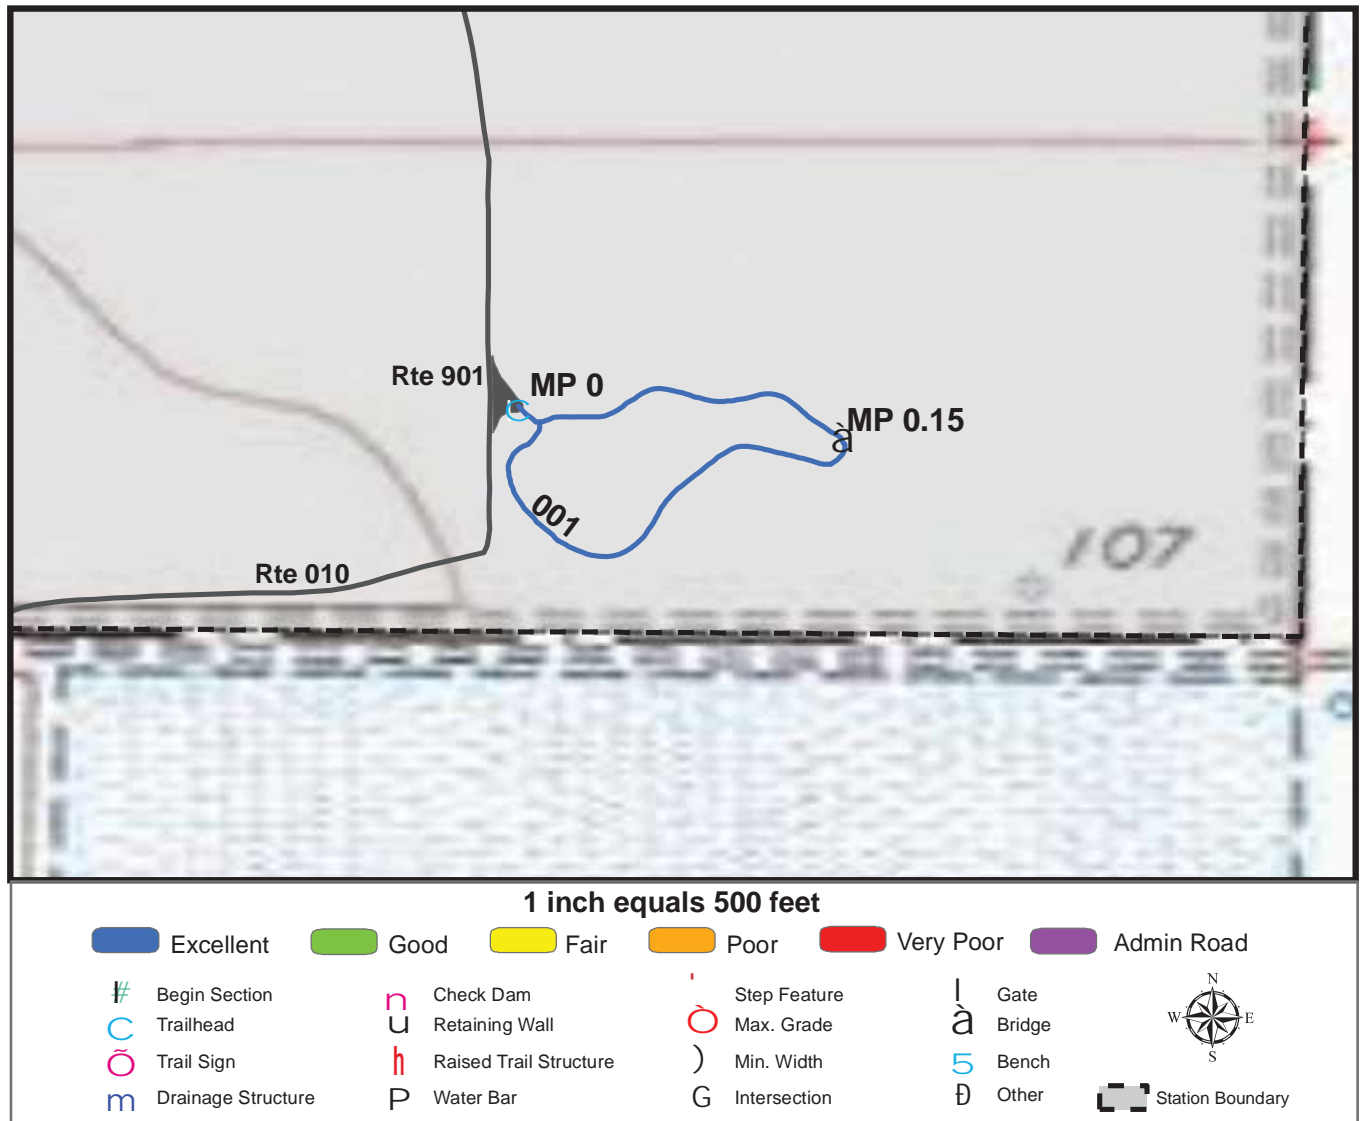 Rte 901
MP 0
MP 0.15
à
C
001
107
Rte 010
1 inch equals 500 feet
Excellent Good Fair Poor Very Poor Admin Road
# Begin Section n Check Dam ' Step Feature l Gate N
C Trailhead u Retaining Wall Ò Max. Grade à Bridge W E
Õ Trail Sign h Raised Trail Structure ) Min. Width 5 Bench S
m Drainage Structure P Water Bar G Intersection Ð Other Station Boundary